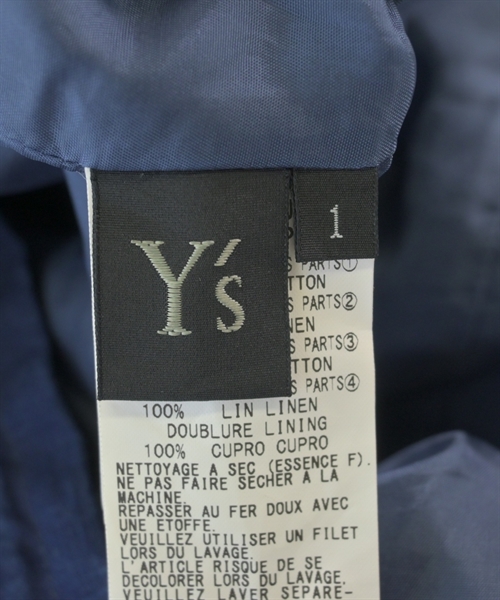 Y's
1
S PARTS①
TTON
S PARTS②
NEN
S PARTS③
TTON
S PARTS④
100% LIN LINEN
DOUBLURE LINING
100% CUPRO CUPRO
NETTOYAGE A SEC (ESSENCE F).
NE PAS FAIRE SECHER A LA
MACHINE.
REPASSER AU FER DOUX AVEC
UNE ETOFFE.
VEUILLEZ UTILISER UN FILET
LORS DU LAVAGE.
L'ARTICLE RISQUE DE SE
DECOLORER LORS DU LAVAGE.
VEUILLEZ LAVER SEPARE-